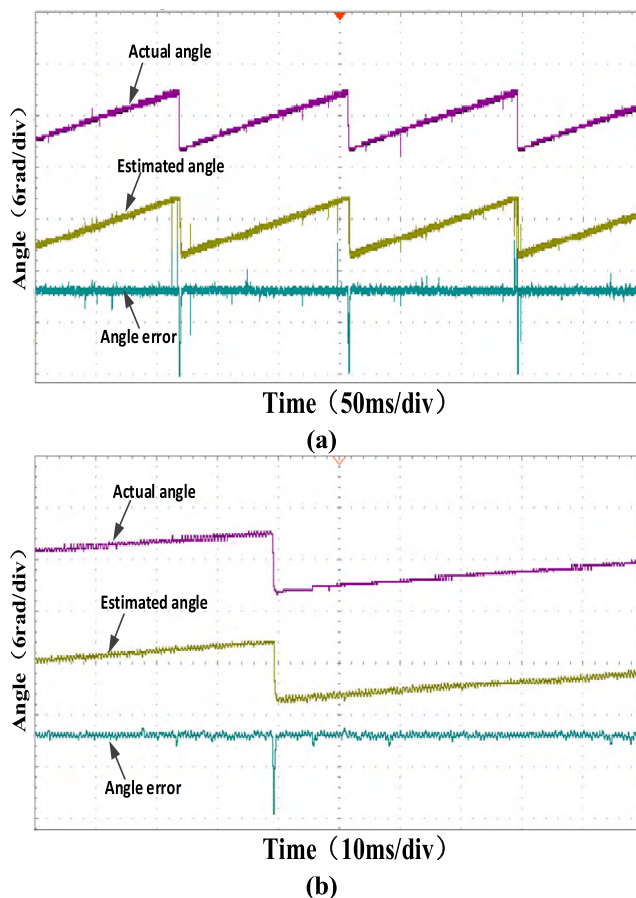 Actual angle
Estimated angle
Angle error
Angle（6rad/div）
Time（50ms/div）
(a)
Actual angle
Estimated angle
Angle error
Angle（6rad/div）
Time（10ms/div）
(b)